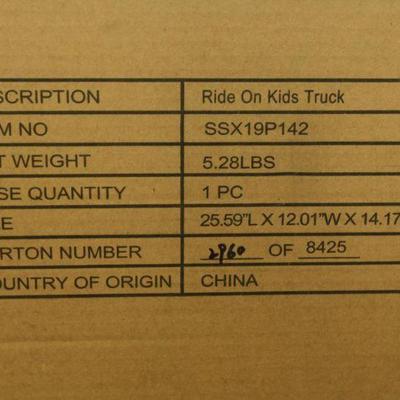 SCRIPTION Ride On Kids Truck
M NO SSX19P142
T WEIGHT 5.28LBS
SE QUANTITY 1 PC
E 25.59"L X 12.01"W X 14.17
RTON NUMBER 2960 OF 8425
OUNTRY OF ORIGIN CHINA